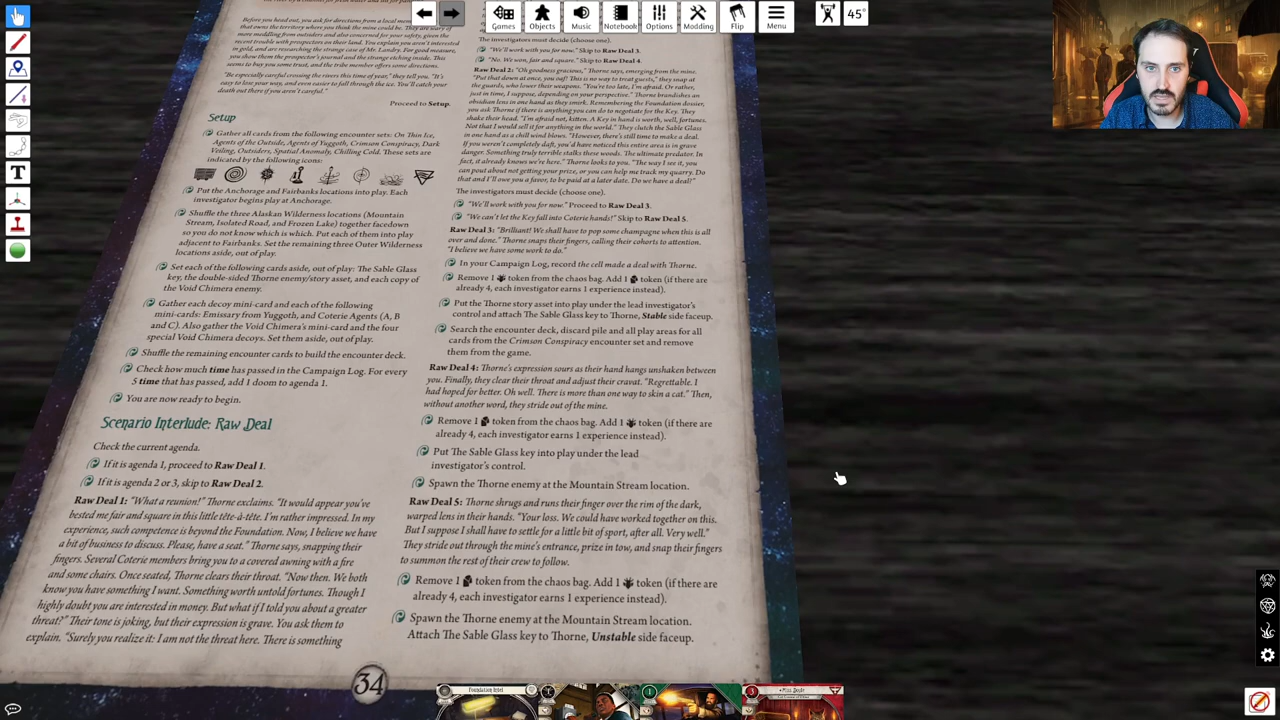 Games
Objects
Music
Notebook
Options
Modding
Flip
Menu
45°
T
Before you head out, you ask for directions from a local
that owns the territory where
more meddling from outsiders and also concerned for your safety, given the
recent trouble with prospectors on their land. You explain you aren't interested
in gold, and are researching the strange case of Mr. Landry. For good measure,
you show them the prospector's journal and the strange etching inside. This
seems to buy you some trust, and the tribe member offers some directions.
"Be especially careful crossing the rivers this time of year," they tell you. "It's
easy to lose your way, and even easier to fall through the ice. You'll catch your
death out there if you aren't careful."
Proceed to Setup.
Setup
Gather all cards from the following encounter sets: On Thin Ice,
Agents of the Outside, Agents of Yuggoth, Crimson Conspiracy, Dark
Veiling, Outsiders, Spatial Anomaly, Chilling Cold. These sets are
indicated by the following icons:
Put the Anchorage and Fairbanks locations into play. Each
investigator begins play at Anchorage.
Shuffle the three Alaskan Wilderness locations (Mountain
Stream, Isolated Road, and Frozen Lake) together facedown
so you do not know which is which. Put each of them into play
adjacent to Fairbanks. Set the remaining three Outer Wilderness
locations aside, out of play.
Set each of the following cards aside, out of play: The Sable Glass
key, the double-sided Thorne enemy/story asset, and each copy of
the Void Chimera enemy.
Gather each decoy mini-card and each of the following
mini-cards: Emissary from Yuggoth, and Coterie Agents (A, B
and C). Also gather the Void Chimera's mini-card and the four
special Void Chimera decoys. Set them aside, out of play.
Shuffle the remaining encounter cards to build the encounter deck.
Check how much time has passed in the Campaign Log. For every
5 time that has passed, add 1 doom to agenda 1.
You are now ready to begin.
Scenario Interlude: Raw Deal
Check the current agenda.
If it is agenda 1, proceed to Raw Deal 1.
If it is agenda 2 or 3, skip to Raw Deal 2.
Raw Deal 1: "What a reunion!" Thorne exclaims. "It would appear you've
bested me fair and square in this little tête-à-tête. I'm rather impressed. In my
experience, such competence is beyond the Foundation. Now, I believe we have
a bit of business to discuss. Please, have a seat." Thorne says, snapping their
fingers. Several Coterie members bring you to a covered awning with a fire
and some chairs. Once seated, Thorne clears their throat. "Now then. We both
know you have something I want. Something worth untold fortunes. Though I
highly doubt you are interested in money. But what if I told you about a greater
threat?" Their tone is joking, but their expression is grave. You ask them to
explain. "Surely you realize it: I am not the threat here. There is something
34
The investigators must decide (choose one).
"We'll work with you for now." Skip to Raw Deal 3.
"No. We won, fair and square." Skip to Raw Deal 4.
Raw Deal 2: "Oh goodness gracious," Thorne says, emerging from the mine.
"Put that down at once, you oaf! This is no way to treat guests," they snap at
the guards, who lower their weapons. "You're too late, I'm afraid. Or rather,
just in time, I suppose, depending on your perspective." Thorne brandishes an
obsidian lens in one hand as they smirk. Remembering the Foundation dossier,
you ask Thorne if there is anything you can do to negotiate for the Key. They
shake their head. "I'm afraid not, kitten. A Key in hand is worth, well, fortunes.
Not that I would sell it for anything in the world." They clutch the Sable Glass
in one hand as a chill wind blows. "However, there's still time to make a deal.
If you weren't completely daft, you'd have noticed this entire area is in grave
danger. Something truly terrible stalks these woods. The ultimate predator. In
fact, it already knows we're here." Thorne looks to you. "The way I see it, you
can pout about not getting your prize, or you can help me track my quarry. Do
that and I'll owe you a favor, to be paid at a later date. Do we have a deal?"
The investigators must decide (choose one).
"We'll work with you for now." Proceed to Raw Deal 3.
"We can't let the Key fall into Coterie hands!" Skip to Raw Deal 5.
Raw Deal 3: "Brilliant! We shall have to pop some champagne when this is all
over and done." Thorne snaps their fingers, calling their cohorts to attention.
"I believe we have some work to do."
In your Campaign Log, record the cell made a deal with Thorne.
Remove 1 token from the chaos bag. Add 1 token (if there are
already 4, each investigator earns 1 experience instead).
Put the Thorne story asset into play under the lead investigator's
control and attach The Sable Glass key to Thorne, Stable side faceup.
Search the encounter deck, discard pile and all play areas for all
cards from the Crimson Conspiracy encounter set and remove
them from the game.
Raw Deal 4: Thorne's expression sours as their hand hangs unshaken between
you. Finally, they clear their throat and adjust their cravat. "Regrettable. I
had hoped for better. Oh well. There is more than one way to skin a cat." Then,
without another word, they stride out of the mine.
Remove 1 token from the chaos bag. Add 1 token (if there are
already 4, each investigator earns 1 experience instead).
Put The Sable Glass key into play under the lead
investigator's control.
Spawn the Thorne enemy at the Mountain Stream location.
Raw Deal 5: Thorne shrugs and runs their finger over the rim of the dark,
warped lens in their hands. "Your loss. We could have worked together on this.
But I suppose I shall have to settle for a little bit of sport, after all. Very well."
They stride out through the mine's entrance, prize in tow, and snap their fingers
to summon the rest of their crew to follow.
Remove 1 token from the chaos bag. Add 1 token (if there are
already 4, each investigator earns 1 experience instead).
Spawn the Thorne enemy at the Mountain Stream location.
Attach The Sable Glass key to Thorne, Unstable side faceup.
Foundation Intel
1
1
3
Miss Doyle